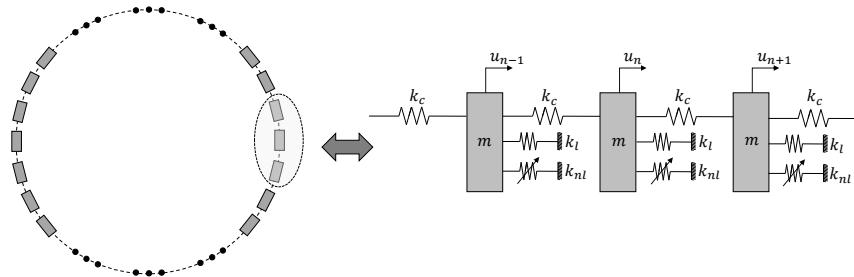 u_{n-1} u_n u_{n+1}
k_c k_c k_c k_c
m k_l m k_l m k_l
k_{nl} k_{nl} k_{nl}